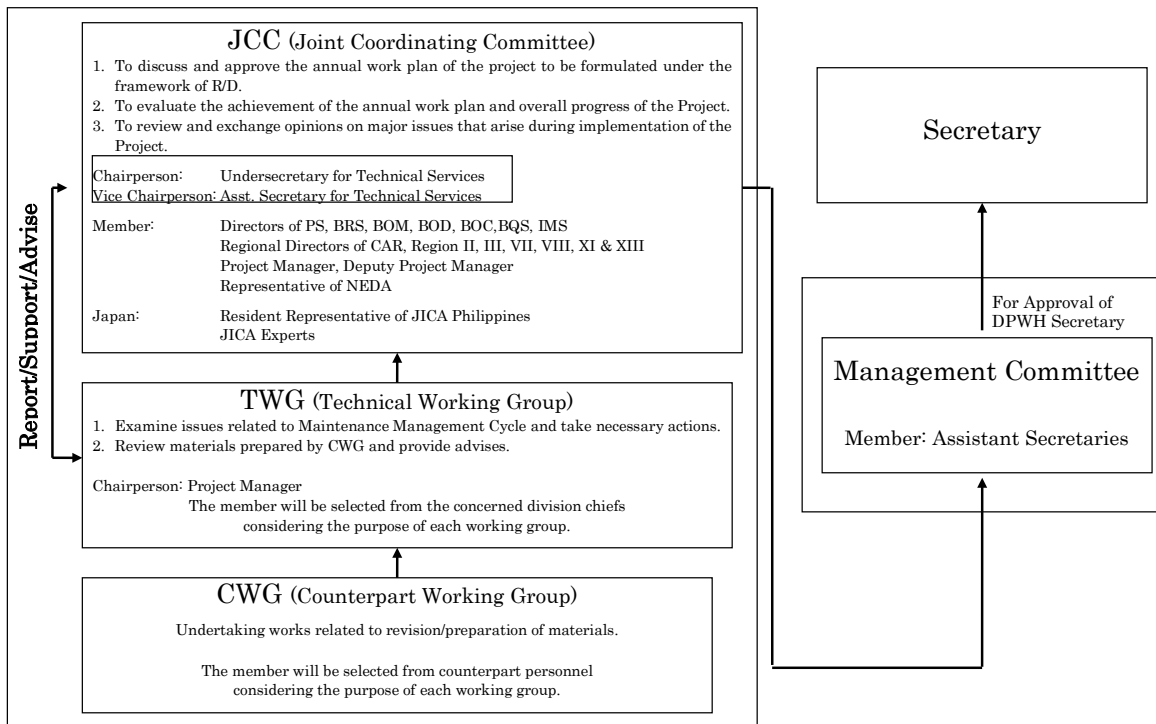 JCC (Joint Coordinating Committee)
1. To discuss and approve the annual work plan of the project to be formulated under the
framework of R/D.
2. To evaluate the achievement of the annual work plan and overall progress of the Project.
3. To review and exchange opinions on major issues that arise during implementation of the
Project.
Chairperson: Undersecretary for Technical Services
Vice Chairperson: Asst. Secretary for Technical Services
Member: Directors of PS, BRS, BOM, BOD, BOC,BQS, IMS
Regional Directors of CAR, Region II, III, VII, VIII, XI & XIII
Project Manager, Deputy Project Manager
Representative of NEDA
Japan: Resident Representative of JICA Philippines
JICA Experts
Report/Support/Advise
TWG (Technical Working Group)
1. Examine issues related to Maintenance Management Cycle and take necessary actions.
2. Review materials prepared by CWG and provide advises.
Chairperson: Project Manager
The member will be selected from the concerned division chiefs
considering the purpose of each working group.
CWG (Counterpart Working Group)
Undertaking works related to revision/preparation of materials.
The member will be selected from counterpart personnel
considering the purpose of each working group.
Secretary
For Approval of
DPWH Secretary
Management Committee
Member: Assistant Secretaries